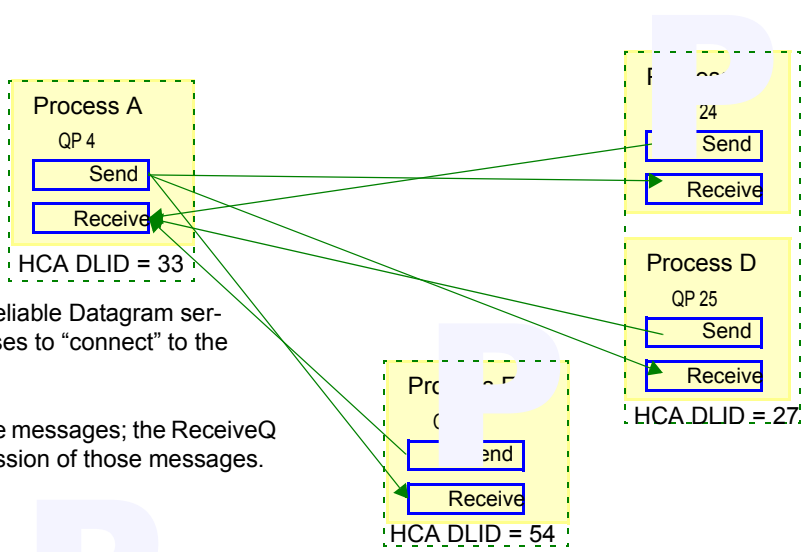 Process A
QP 4
Send
Receive
HCA DLID = 33
24
Send
Receive
Process D
QP 25
Send
Receive
HCA DLID = 27
eliable Datagram ser-
ses to “connect” to the
e messages; the ReceiveQ
ssion of those messages.
end
Receive
HCA DLID = 54